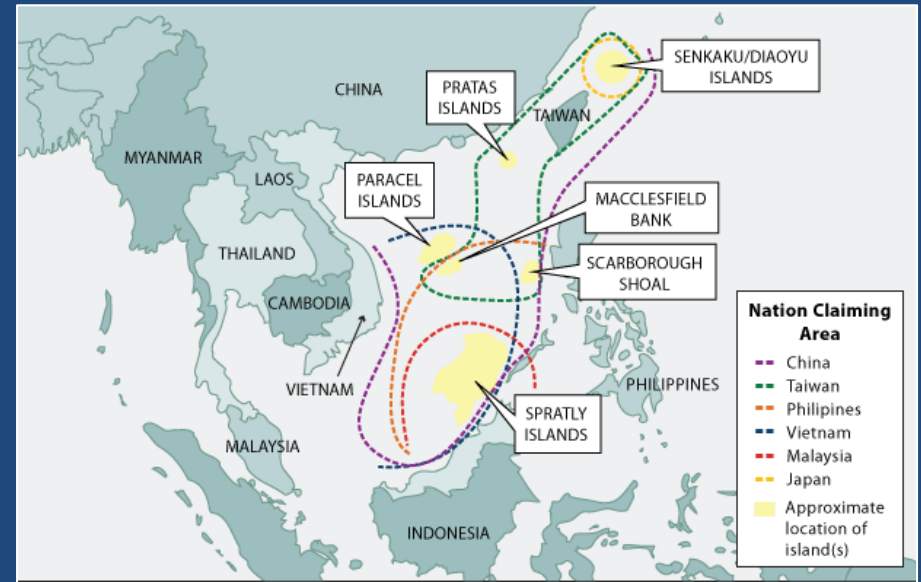 SENKAKU/DIAOYU
ISLANDS
CHINA
PRATAS
ISLANDS
TAIWAN
MYANMAR
LAOS
PARACEL
ISLANDS
MACCLESFIELD
BANK
THAILAND
SCARBOROUGH
SHOAL
CAMBODIA
VIETNAM
PHILIPPINES
SPRATLY
ISLANDS
MALAYSIA
INDONESIA
Nation Claiming
Area
China
Taiwan
Philipines
Vietnam
Malaysia
Japan
Approximate
location of
island(s)